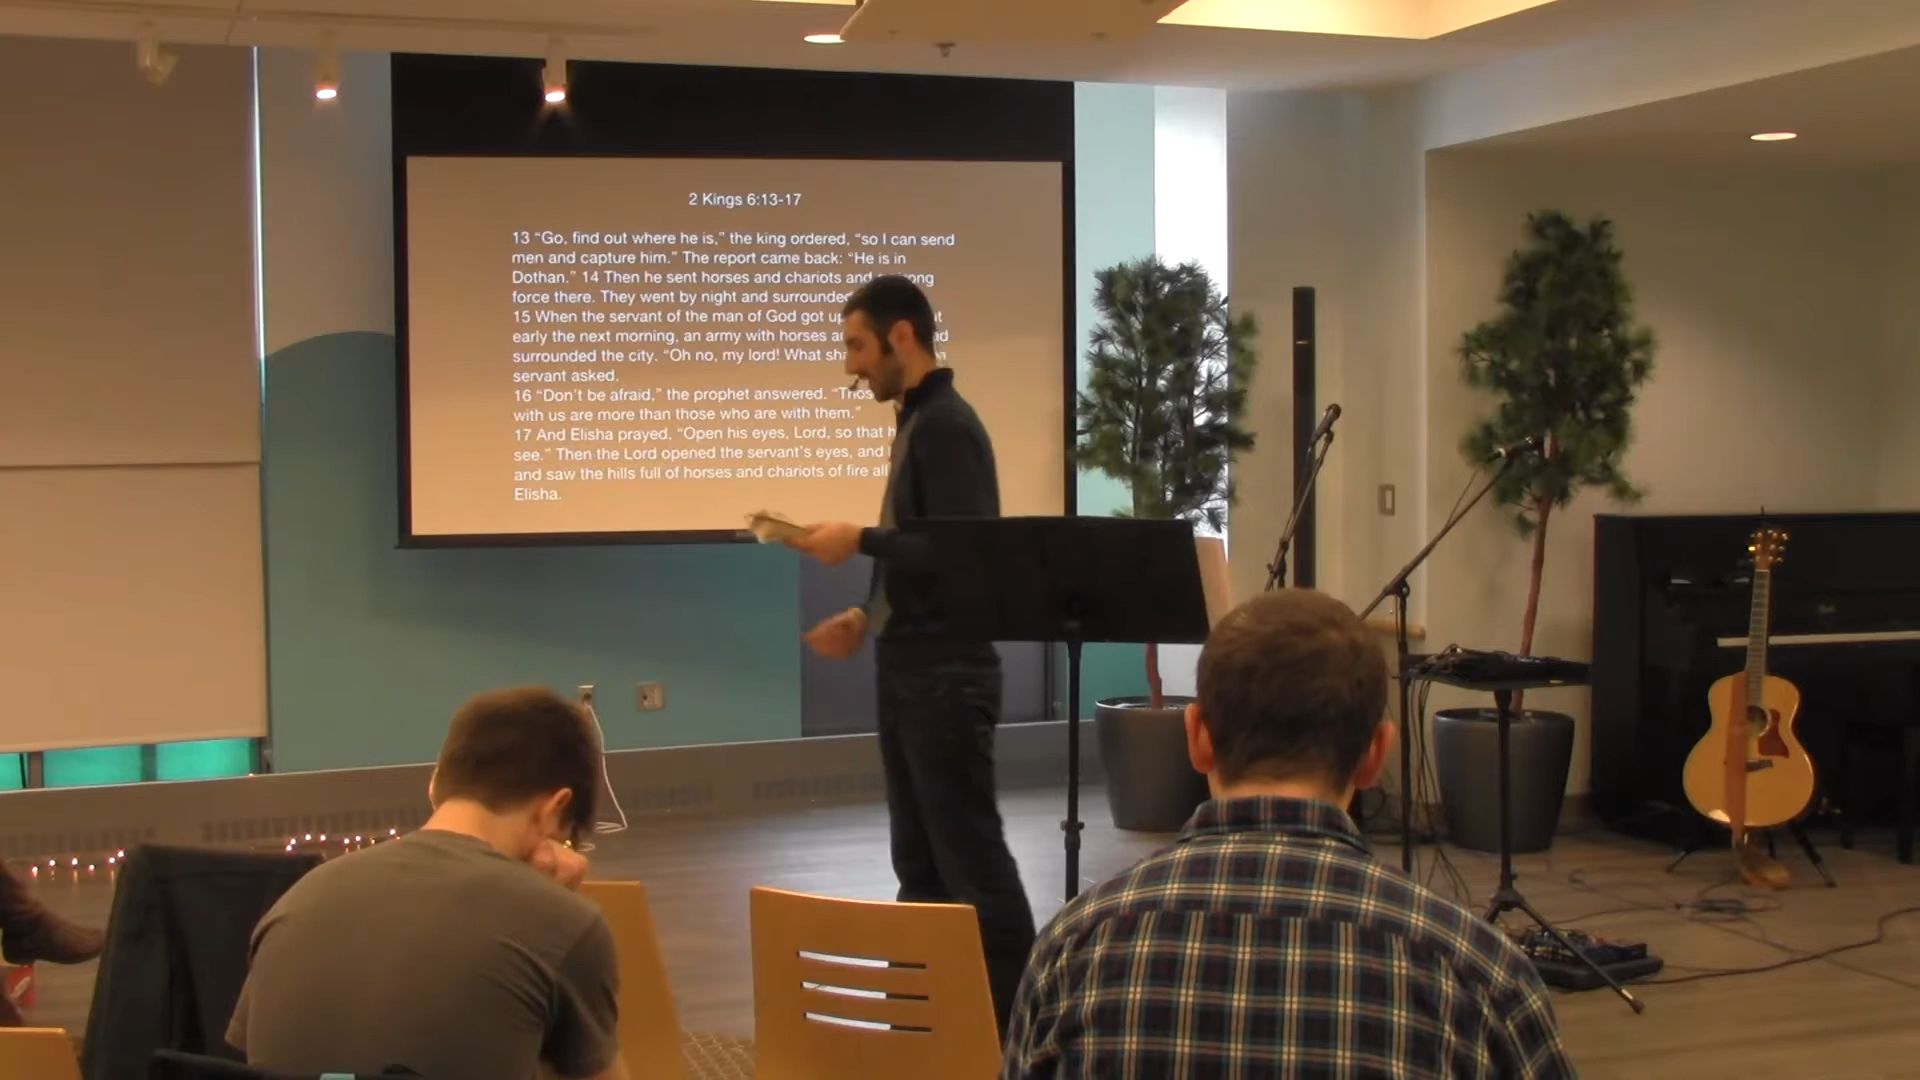 2 Kings 6:13-17
13 “Go, find out where he is,” the king ordered, “so I can send
men and capture him.” The report came back: “He is in
Dothan.” 14 Then he sent horses and chariots and ong
force there. They went by night and surrounded
15 When the servant of the man of God got up
early the next morning, an army with horses
surrounded the city. “Oh no, my lord! What
servant asked.
16 “Don’t be afraid,” the prophet answered.
with us are more than those who are with them.”
17 And Elisha prayed, “Open his eyes, Lord, so that
see.” Then the Lord opened the servant’s eyes, and
and saw the hills full of horses and chariots of fire
Elisha.